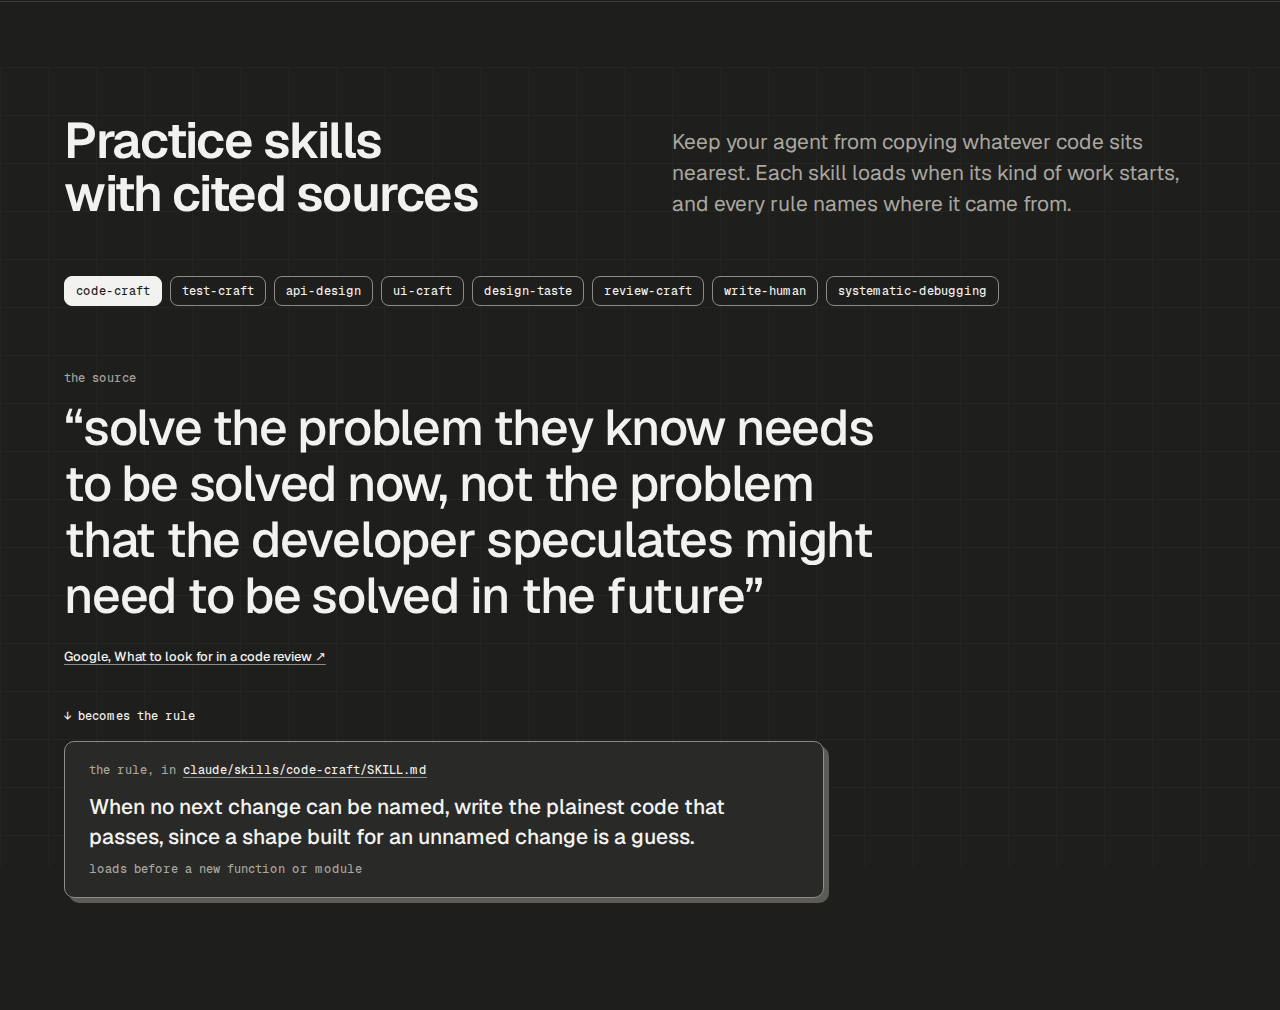 Practice skills
with cited sources
Keep your agent from copying whatever code sits
nearest. Each skill loads when its kind of work starts,
and every rule names where it came from.
code-craft
test-craft
api-design
ui-craft
design-taste
review-craft
write-human
systematic-debugging
the source
“solve the problem they know needs
to be solved now, not the problem
that the developer speculates might
need to be solved in the future”
Google, What to look for in a code review ↗
↓ becomes the rule
the rule, in claude/skills/code-craft/SKILL.md
When no next change can be named, write the plainest code that
passes, since a shape built for an unnamed change is a guess.
loads before a new function or module